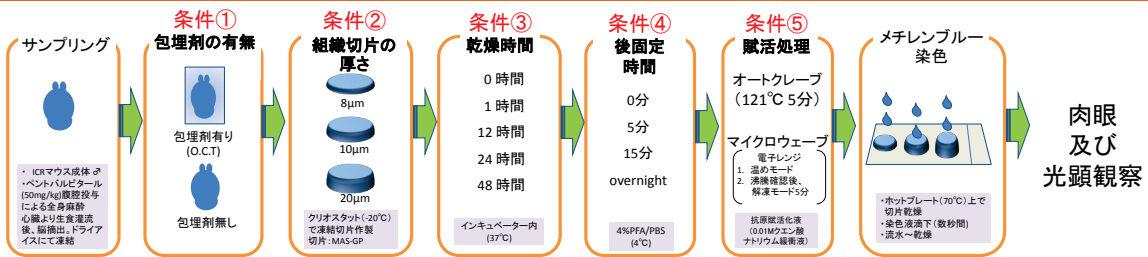 サンプリング
・ ICRマウス成体 ♂
・ペントバルビタール
(50mg/kg)腹腔投与
による全身麻酔
心臓より生食灌流
後、脳摘出。ドライア
イスにて凍結
条件①
包埋剤の有無
包埋剤有り
(O.C.T)
包埋剤無し
条件②
組織切片の
厚さ
8μm
10μm
20μm
クリオスタット(-20℃)
で凍結切片作製
切片：MAS-GP
条件③
乾燥時間
0 時間
1 時間
12 時間
24 時間
48 時間
インキュベーター内
(37℃)
条件④
後固定
時間
0分
5分
15分
overnight
4%PFA/PBS
(4℃)
条件⑤
賦活処理
オートクレーブ
（121℃ 5分）
マイクロウェーブ
電子レンジ
1. 温めモード
2. 沸騰確認後、
解凍モード5分
抗原賦活化液
（0.01Mクエン酸
ナトリウム緩衝液）
メチレンブルー
染色
・ホットプレート（70℃）上で
切片乾燥
・染色液滴下（数秒間）
・流水～乾燥
肉眼
及び
光顕観察